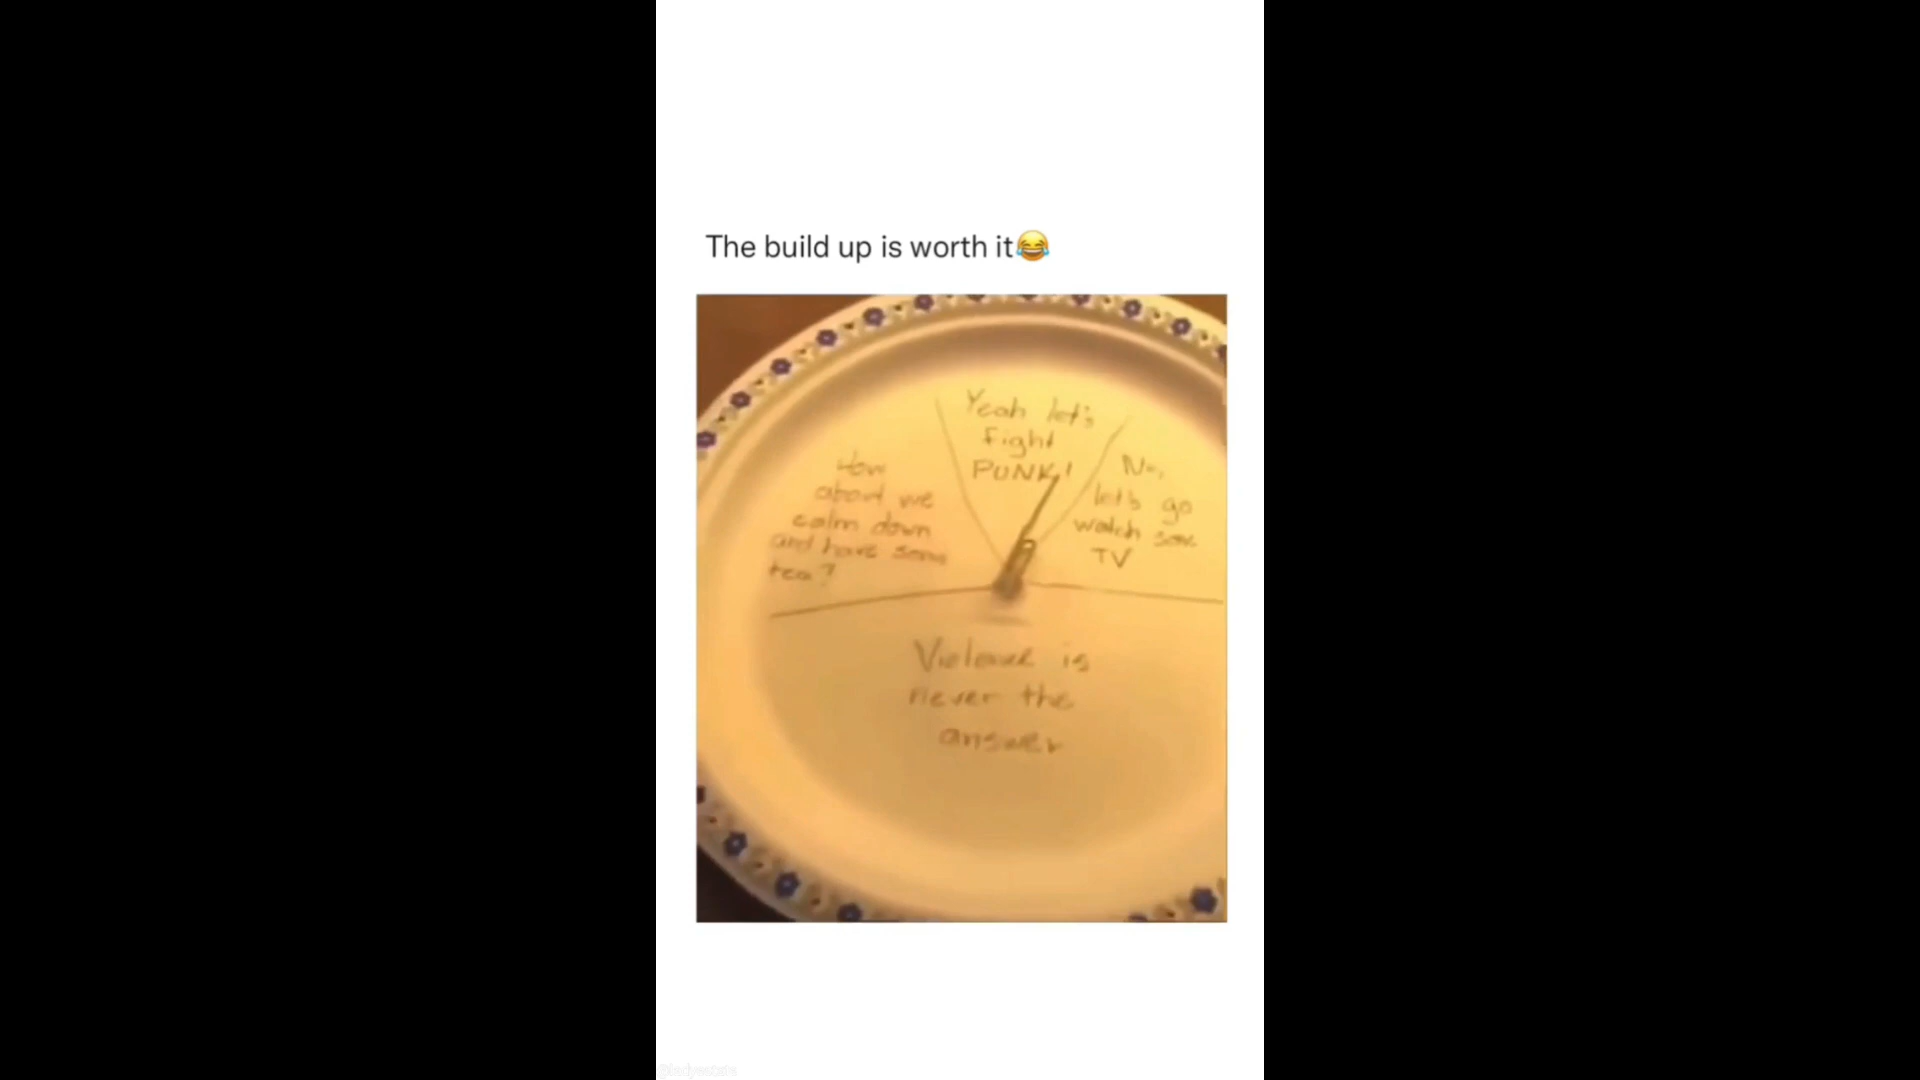 The build up is worth it😂
Yeah let's
fight
PUNK!
How
about we
calm down
and have some
tea?
No,
let's go
watch some
TV
Violence is
never the
answer